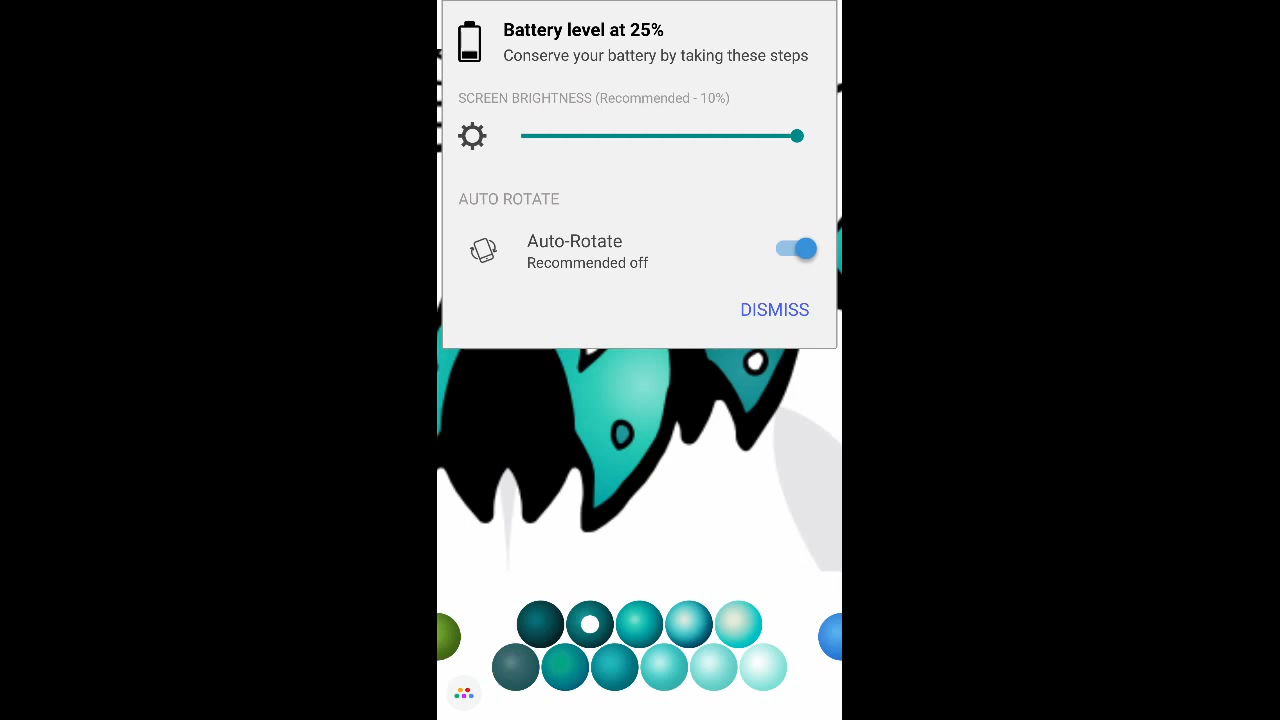 Battery level at 25%
Conserve your battery by taking these steps
SCREEN BRIGHTNESS (Recommended - 10%)
AUTO ROTATE
Auto-Rotate
Recommended off
DISMISS